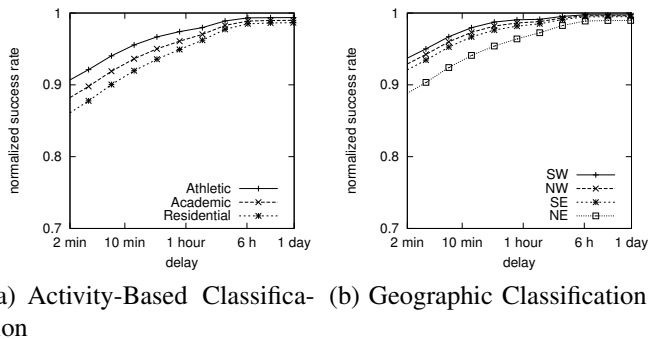 1
0.9
0.8
0.7
normalized success rate
Athletic
Academic
Residential
2 min 10 min 1 hour 6 h 1 day
delay
1
0.9
0.8
0.7
normalized success rate
SW
NW
SE
NE
2 min 10 min 1 hour 6 h 1 day
delay
a) Activity-Based Classifica-
ion
(b) Geographic Classification